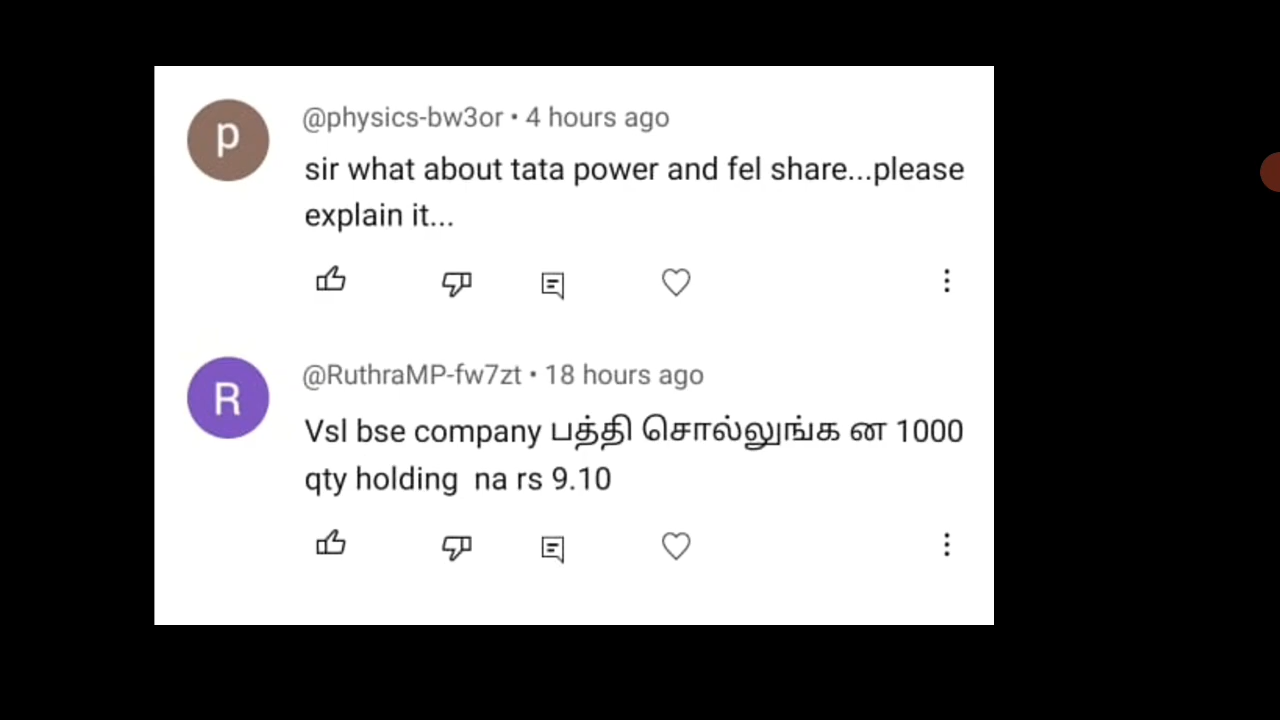 p
@physics-bw3or • 4 hours ago
sir what about tata power and fel share...please
explain it...
R
@RuthraMP-fw7zt • 18 hours ago
Vsl bse company பத்தி சொல்லுங்க ன 1000
qty holding  na rs 9.10